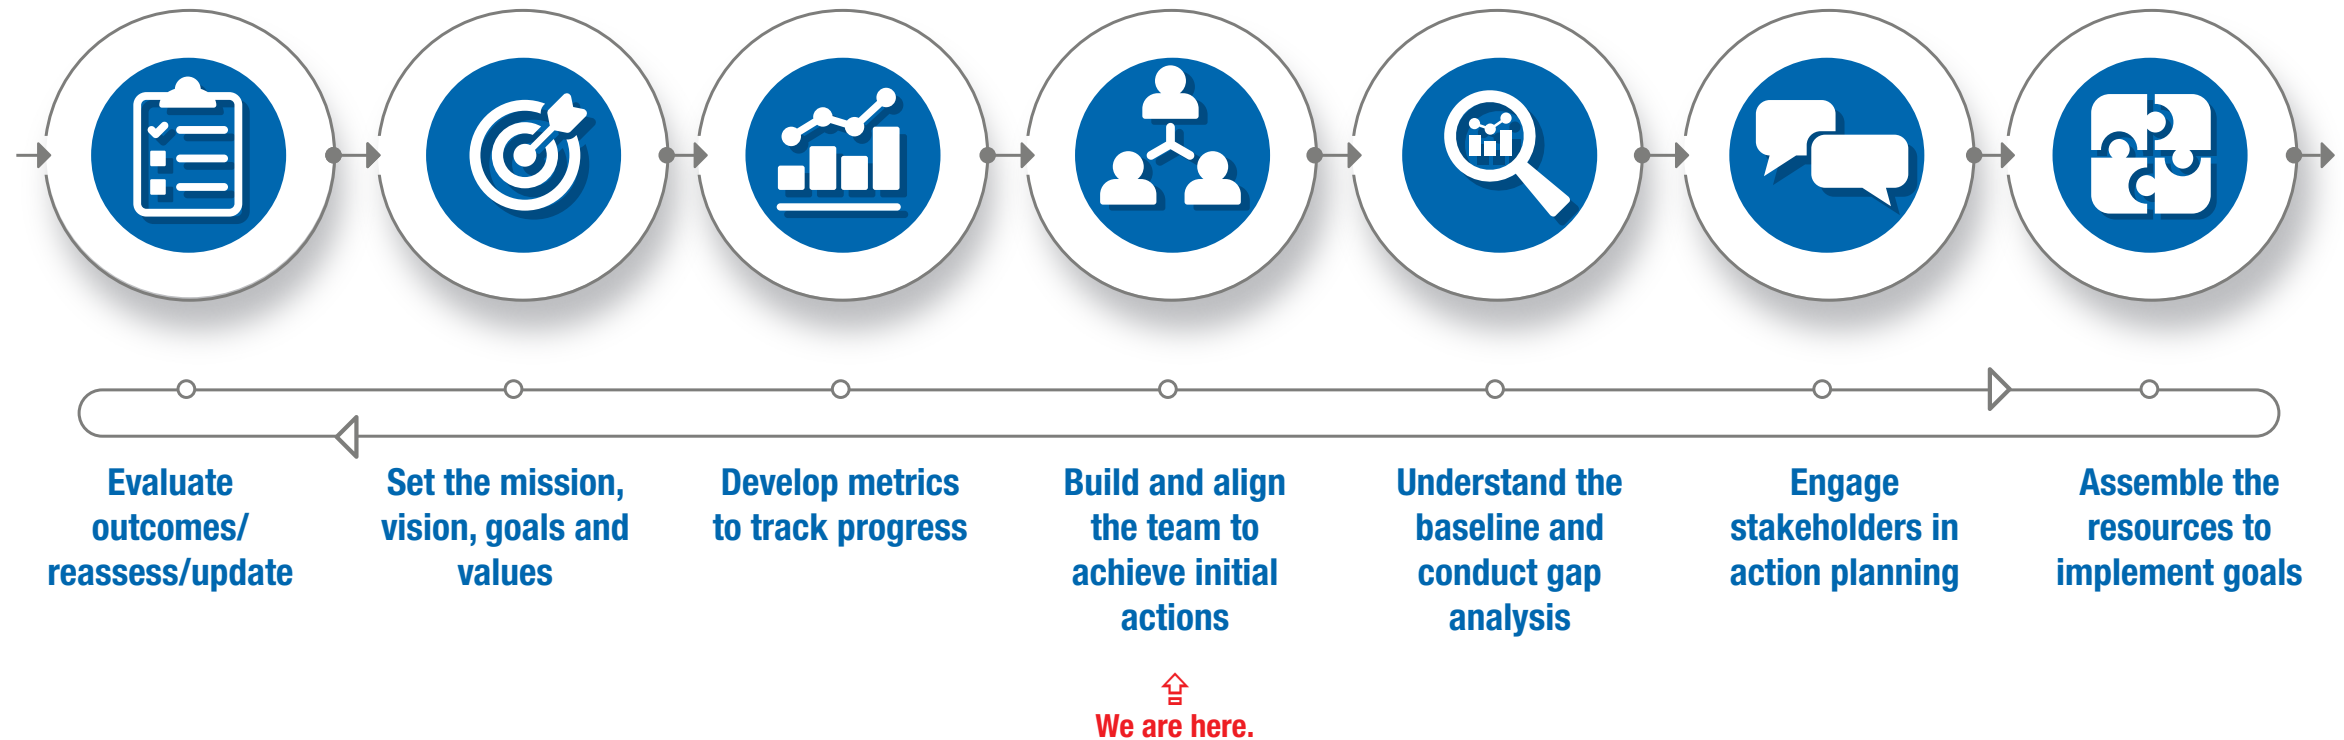 Evaluate
outcomes/
reassess/update
Set the mission,
vision, goals and
values
Develop metrics
to track progress
Build and align
the team to
achieve initial
actions
Understand the
baseline and
conduct gap
analysis
Engage
stakeholders in
action planning
Assemble the
resources to
implement goals
We are here.